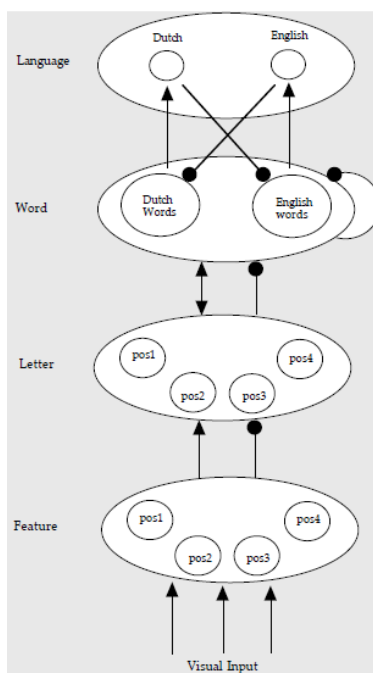 Dutch
English
Language
Word
Dutch
Words
English
words
Letter
pos1
pos4
pos2
pos3
Feature
pos1
pos4
pos2
pos3
Visual Input